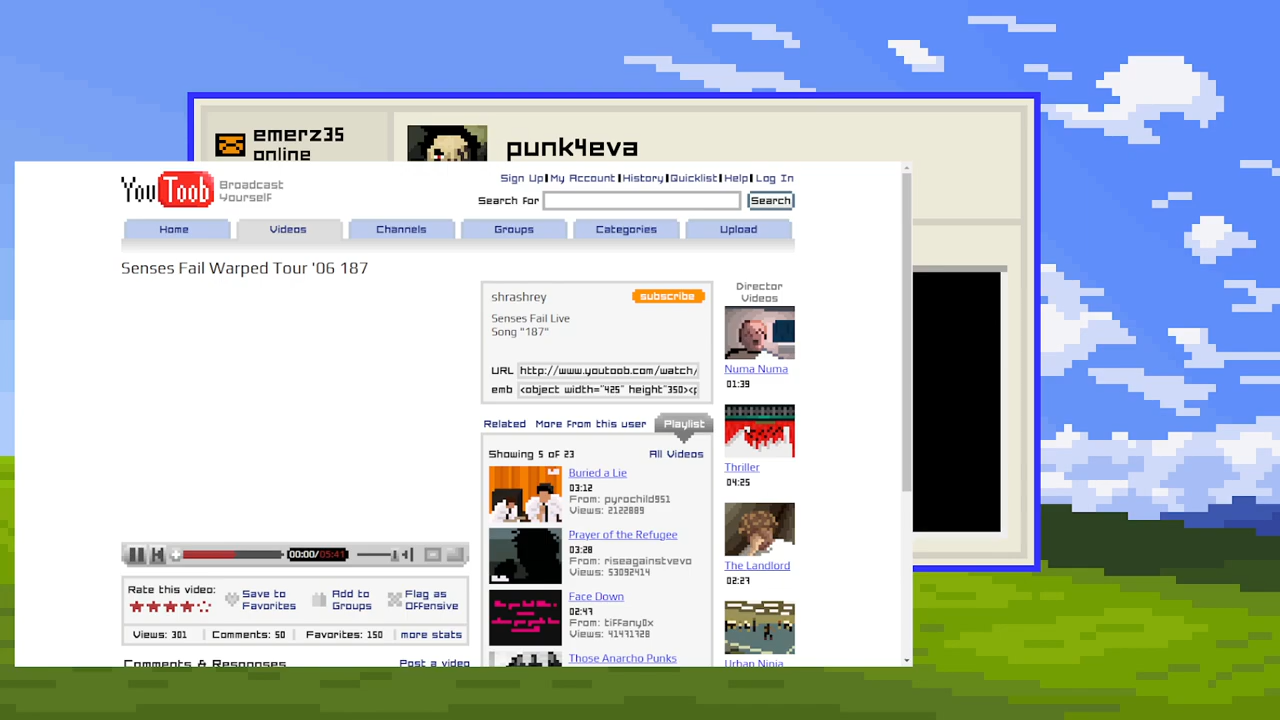 emerz35
online
punk4eva
YouToob
Broadcast
Yourself
Sign Up My Account History Quicklist Help Log In
Search for Search
Home Videos Channels Groups Categories Upload
Senses Fail Warped Tour '06 187
shrashrey subscribe
Senses Fail Live
Song "187"
URL http://www.youtoob.com/watch/
emb <object width="425" height"350><p
Related More from this user Playlist
Showing 5 of 23 All Videos
Buried a Lie
03:12
From: pyrochild951
Views: 2122889
Prayer of the Refugee
03:28
From: riseagainstvevo
Views: 53092414
Face Down
02:47
From: tiffany0x
Views: 41471728
Those Anarcho Punks
Director
Videos
Numa Numa
01:39
Thriller
04:25
The Landlord
02:27
Urban Ninja
00:00/05:41
Rate this video:
Save to
Favorites
Add to
Groups
Flag as
Offensive
Views: 301 Comments: 50 Favorites: 150 more stats
Comments & Responses Post a video